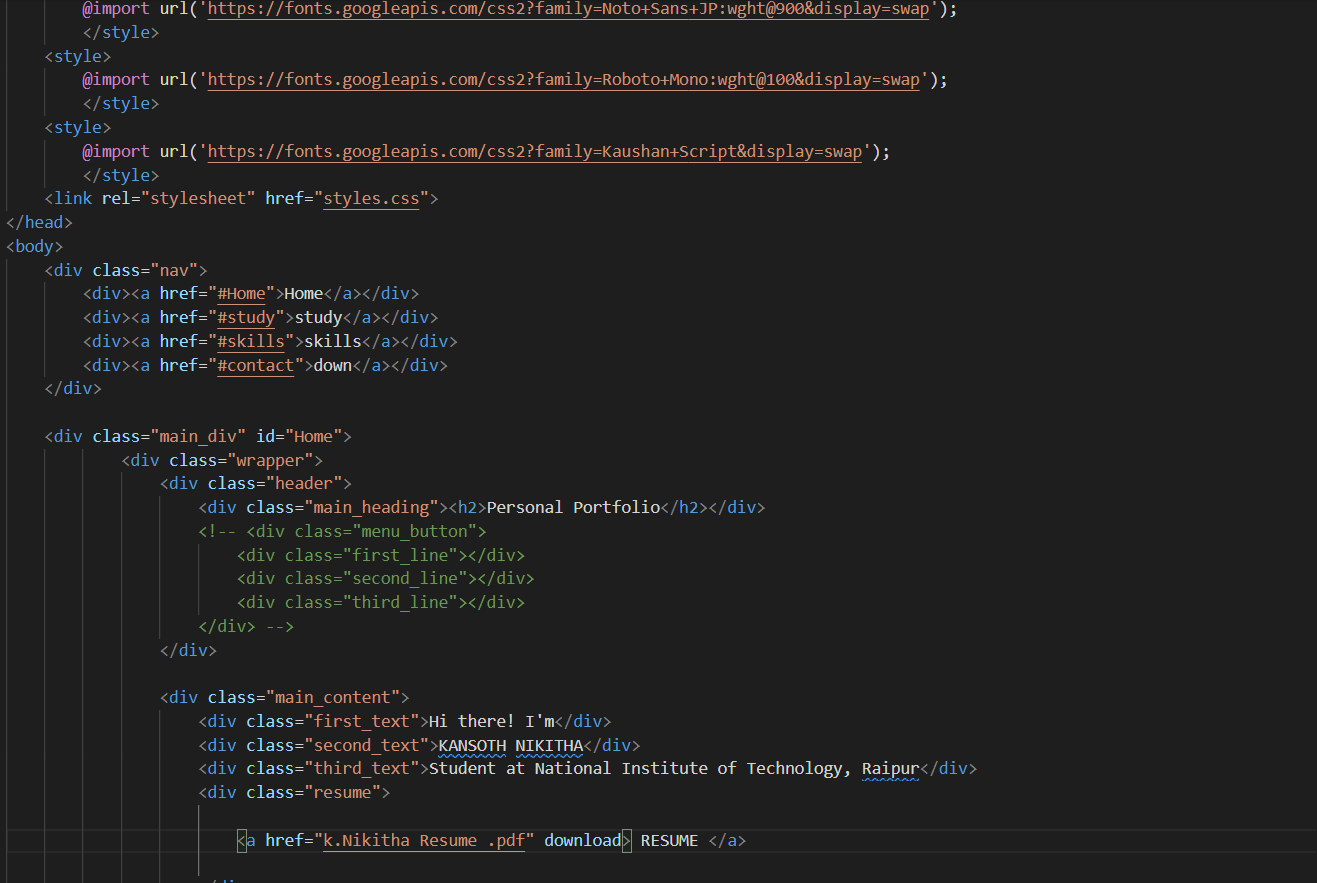 @import url('https://fonts.googleapis.com/css2?family=Noto+Sans+JP:wght@900&display=swap');
</style>
<style>
@import url('https://fonts.googleapis.com/css2?family=Roboto+Mono:wght@100&display=swap');
</style>
<style>
@import url('https://fonts.googleapis.com/css2?family=Kaushan+Script&display=swap');
</style>
<link rel="stylesheet" href="styles.css">
</head>
<body>
<div class="nav">
<div><a href="#Home">Home</a></div>
<div><a href="#study">study</a></div>
<div><a href="#skills">skills</a></div>
<div><a href="#contact">down</a></div>
</div>
<div class="main_div" id="Home">
<div class="wrapper">
<div class="header">
<div class="main_heading"><h2>Personal Portfolio</h2></div>
<!-- <div class="menu_button">
<div class="first_line"></div>
<div class="second_line"></div>
<div class="third_line"></div>
</div> -->
</div>
<div class="main_content">
<div class="first_text">Hi there! I'm</div>
<div class="second_text">KANSOTH NIKITHA</div>
<div class="third_text">Student at National Institute of Technology, Raipur</div>
<div class="resume">
<a href="k.Nikitha Resume .pdf" download> RESUME </a>